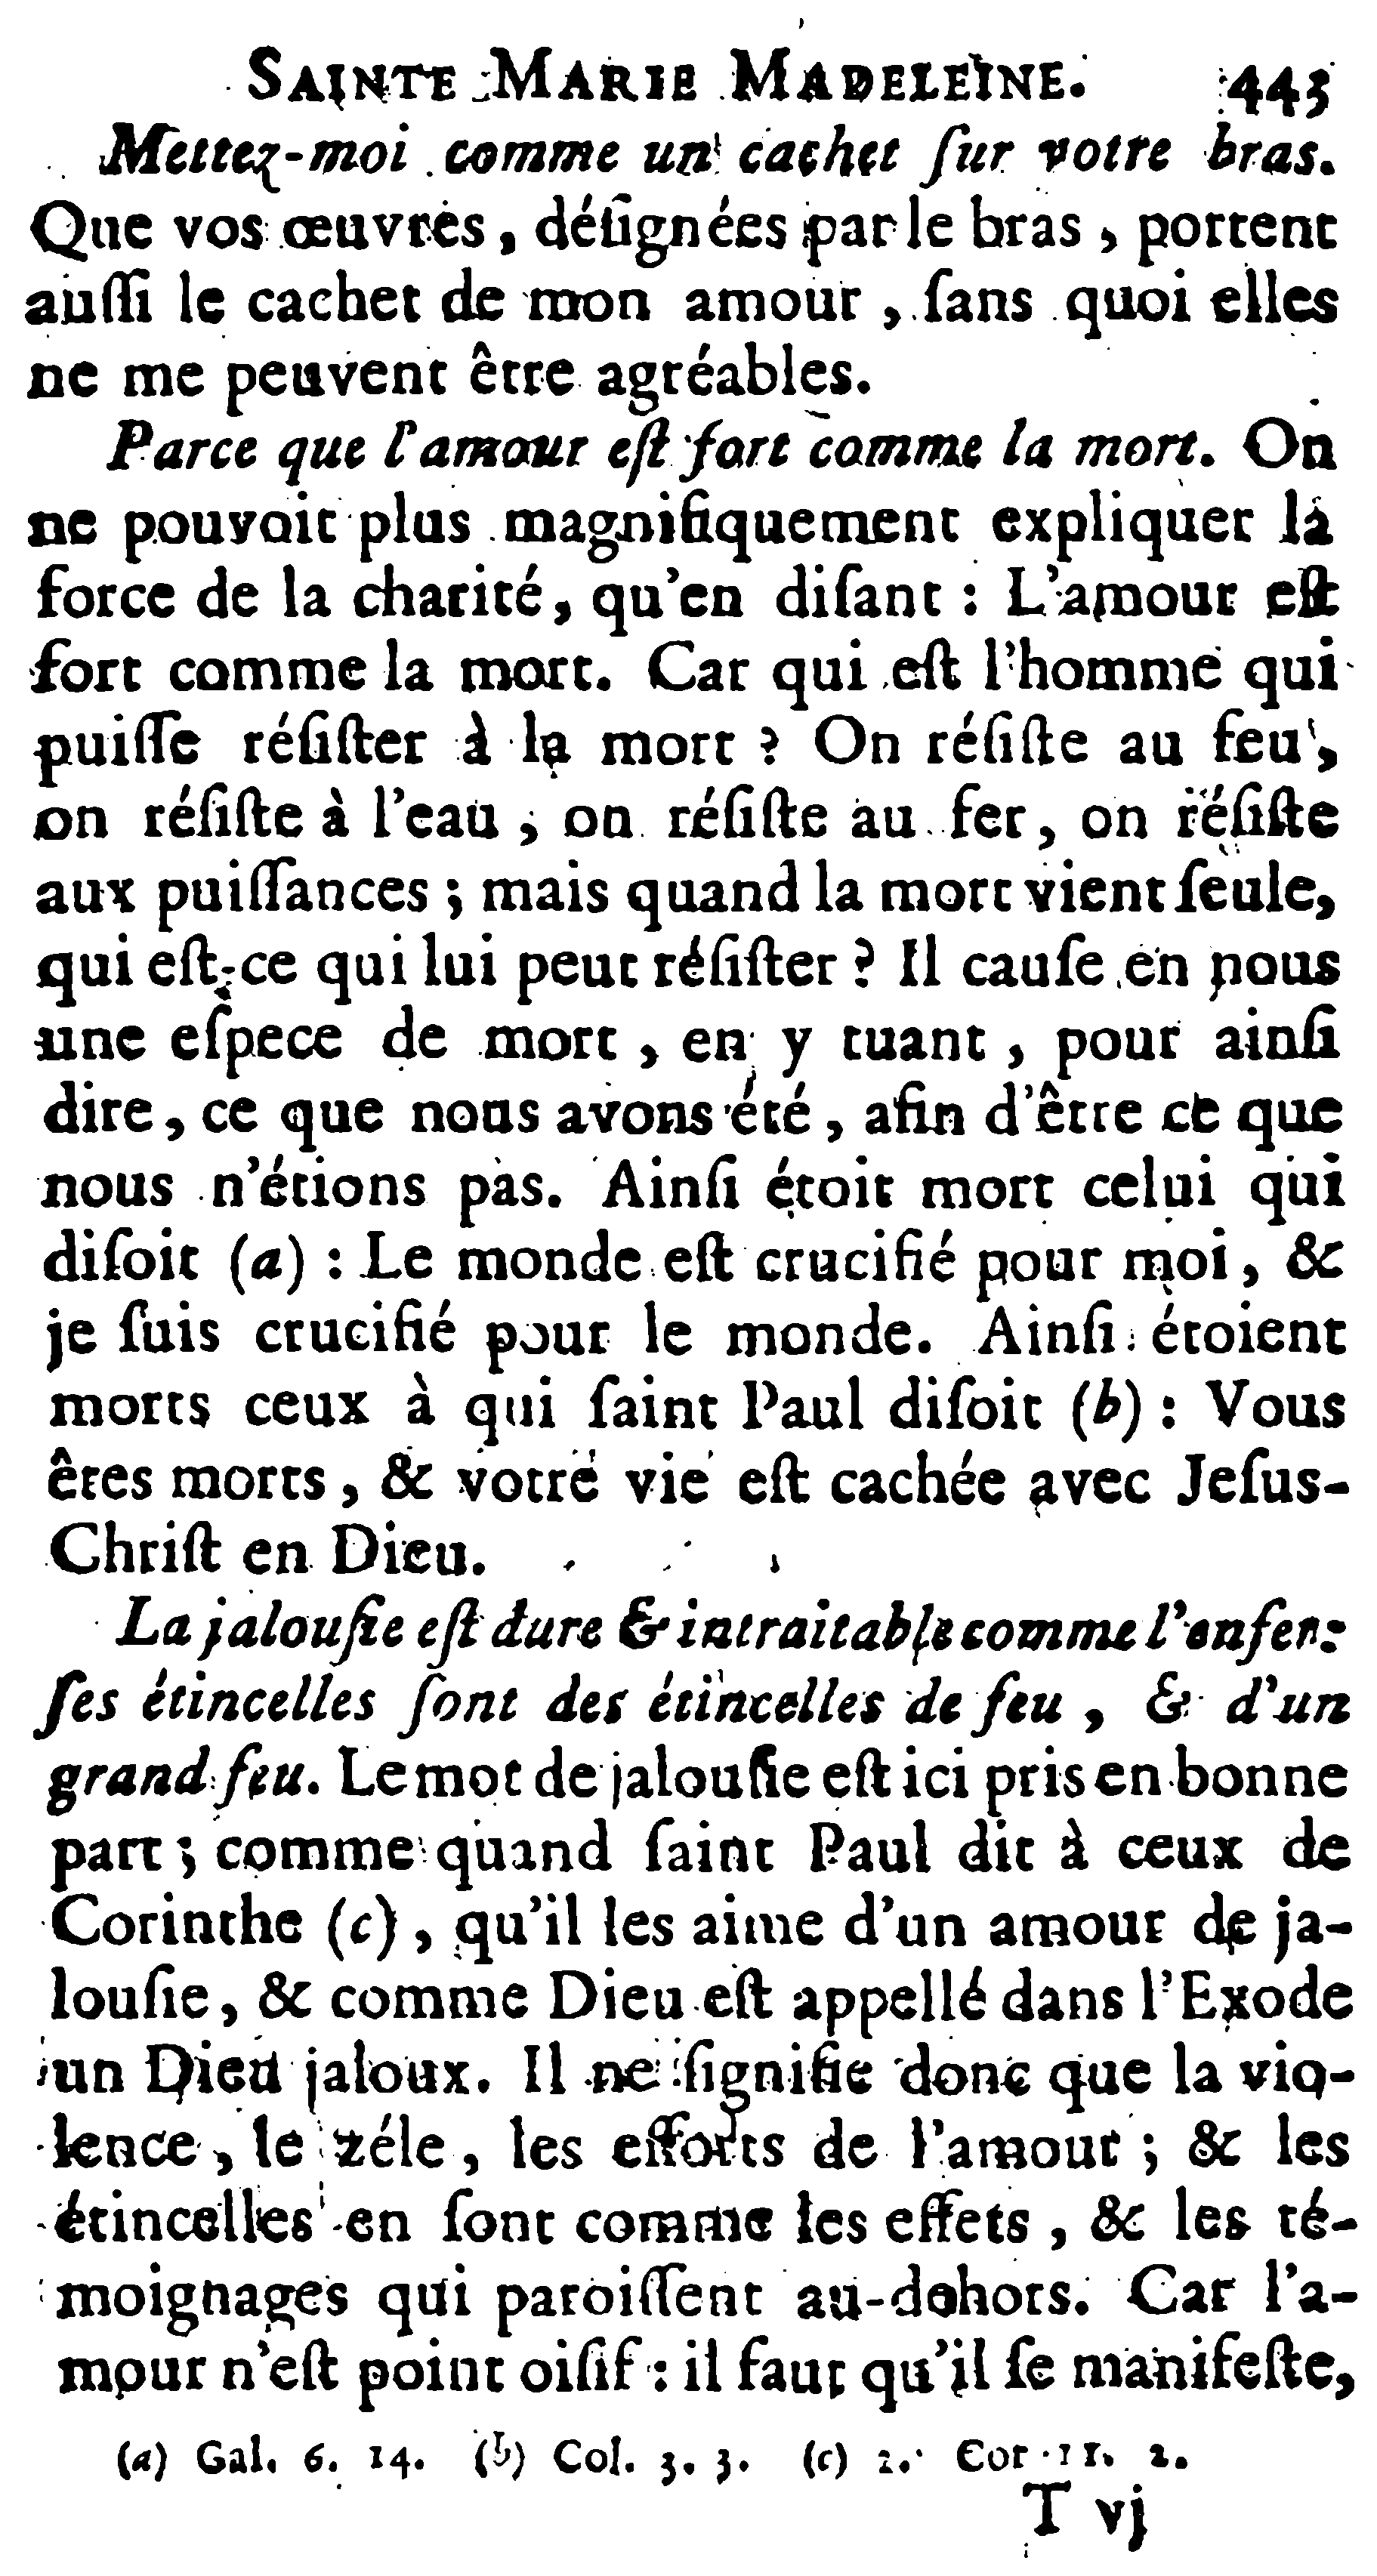 SAINTE MARIE MADELEINE. 443
Mettez-moi comme un cachet ſur votre bras.
Que vos œuvres, déſignées par le bras, portent
auſſi le cachet de mon amour, ſans quoi elles
ne me peuvent être agréables.
Parce que l'amour eſt fort comme la mort. On
ne pouvoit plus magnifiquement expliquer la
force de la charité, qu'en diſant : L'amour eſt
fort comme la mort. Car qui eſt l'homme qui
puiſſe réſiſter à la mort ? On réſiſte au feu,
on réſiſte à l'eau, on réſiſte au fer, on réſiſte
aux puiſſances ; mais quand la mort vient ſeule,
qui eſt-ce qui lui peut réſiſter ? Il cauſe en nous
une eſpece de mort, en y tuant, pour ainſi
dire, ce que nous avons été, afin d'être ce que
nous n'étions pas. Ainſi étoit mort celui qui
diſoit (a) : Le monde eſt crucifié pour moi, &
je ſuis crucifié pour le monde. Ainſi étoient
morts ceux à qui ſaint Paul diſoit (b) : Vous
êtes morts, & votre vie eſt cachée avec Jeſus-
Chriſt en Dieu.
La jalouſie eſt dure & intraitable comme l'enfer:
ſes étincelles ſont des étincelles de feu, & d'un
grand feu. Le mot de jalouſie eſt ici pris en bonne
part ; comme quand ſaint Paul dit à ceux de
Corinthe (c), qu'il les aime d'un amour de ja-
louſie, & comme Dieu eſt appellé dans l'Exode
un Dieu jaloux. Il ne ſignifie donc que la vio-
lence, le zéle, les efforts de l'amour ; & les
étincelles en ſont comme les effets, & les té-
moignages qui paroiſſent au-dehors. Car l'a-
mour n'eſt point oiſif : il faut qu'il ſe manifeſte,
(a) Gal. 6. 14. (b) Col. 3. 3. (c) 2. Cor. 11. 2.
T vj